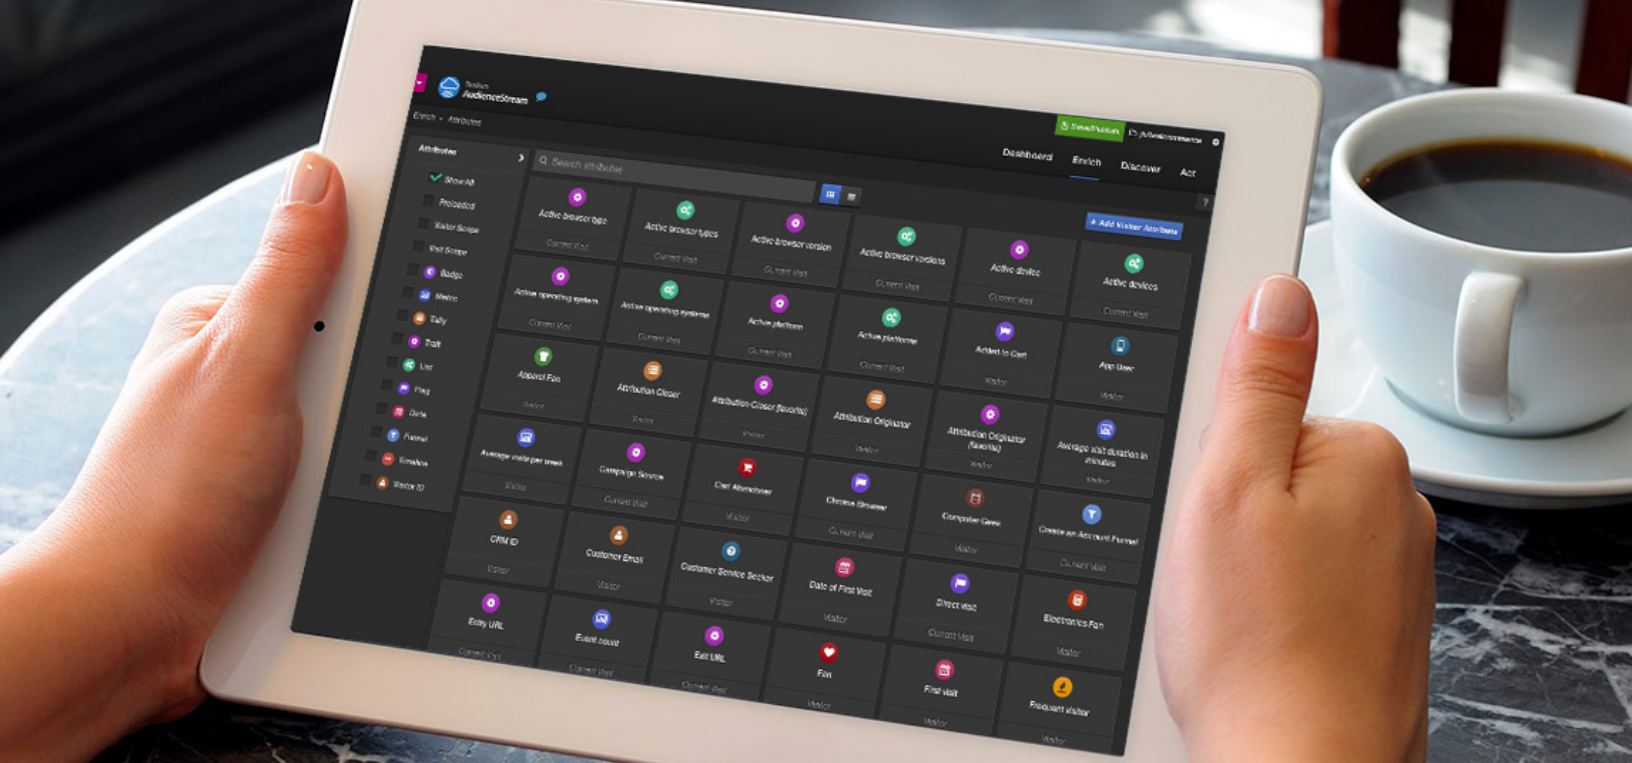 Tealium
AudienceStream
Save/Publish
Enrich
Attributes
Dashboard
Enrich
Discover
Act
?
Attributes
Search attributes
+ Add Visitor Attribute
Show All
Preloaded
Visitor Scope
Visit Scope
Badge
Metric
Tally
Trait
List
Flag
Date
Funnel
Timeline
Visitor ID
Active browser type
Current Visit
Active browser types
Current Visit
Active browser version
Current Visit
Active browser versions
Current Visit
Active device
Current Visit
Active devices
Current Visit
Active operating system
Current Visit
Active operating systems
Current Visit
Active platform
Current Visit
Active platforms
Current Visit
Added to Cart
Visitor
App User
Visitor
Apparel Fan
Visitor
Attribution Closer
Visitor
Attribution Closer (favorite)
Visitor
Attribution Originator
Visitor
Attribution Originator
(favorite)
Visitor
Average visit duration in
minutes
Visitor
Average visits per week
Visitor
Campaign Source
Current Visit
Cart Abandoner
Visitor
Chrome Browser
Current Visit
Computer Geek
Visitor
Create an Account Funnel
Current Visit
CRM ID
Visitor
Customer Email
Visitor
Customer Service Seeker
Visitor
Date of First Visit
Visitor
Direct visit
Current Visit
Electronics Fan
Visitor
Entry URL
Current Visit
Event count
Current Visit
Exit URL
Current Visit
Fan
Visitor
First visit
Visitor
Frequent visitor
Visitor